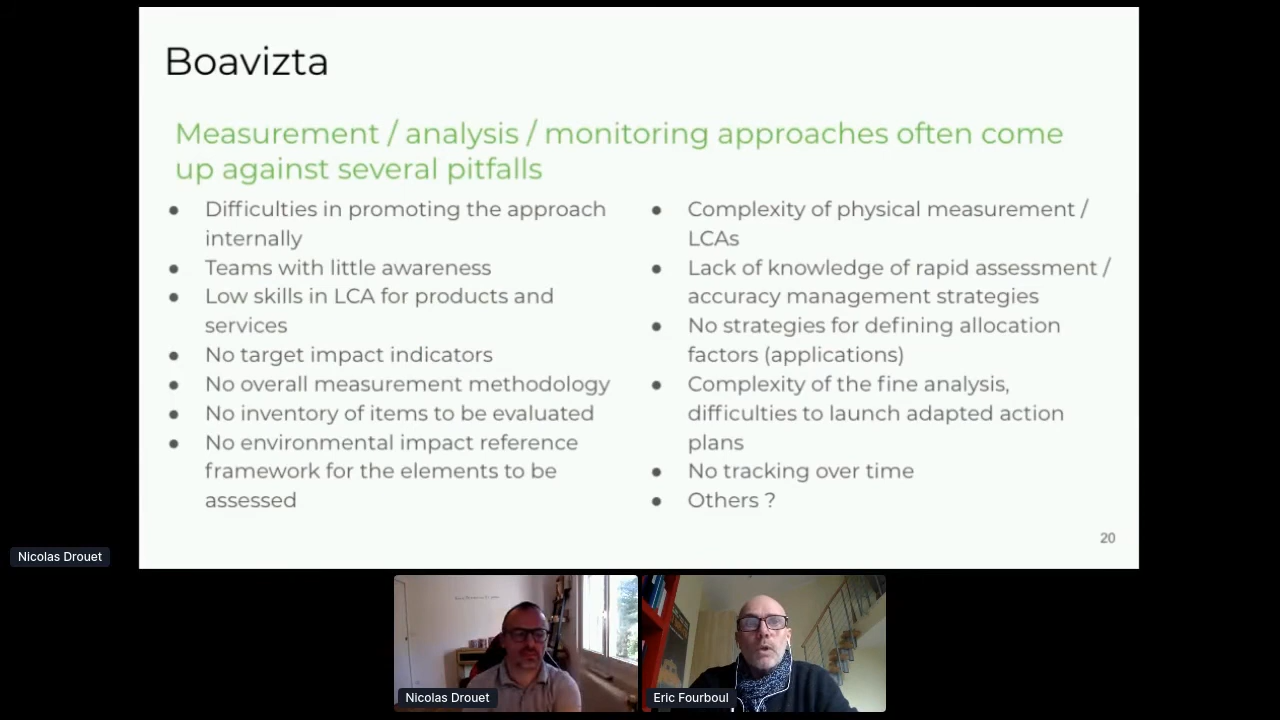 Boavizta
Measurement / analysis / monitoring approaches often come
up against several pitfalls
● Difficulties in promoting the approach
internally
● Teams with little awareness
● Low skills in LCA for products and
services
● No target impact indicators
● No overall measurement methodology
● No inventory of items to be evaluated
● No environmental impact reference
framework for the elements to be
assessed
● Complexity of physical measurement /
LCAs
● Lack of knowledge of rapid assessment /
accuracy management strategies
● No strategies for defining allocation
factors (applications)
● Complexity of the fine analysis,
difficulties to launch adapted action
plans
● No tracking over time
● Others ?
20
Nicolas Drouet
Nicolas Drouet
Eric Fourboul